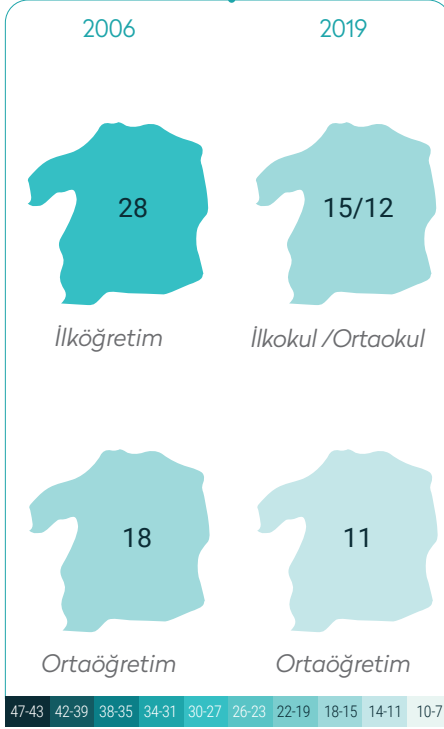 2006 2019
28 15/12
İlköğretim İlkokul /Ortaokul
18 11
Ortaöğretim Ortaöğretim
47-43 42-39 38-35 34-31 30-27 26-23 22-19 18-15 14-11 10-7